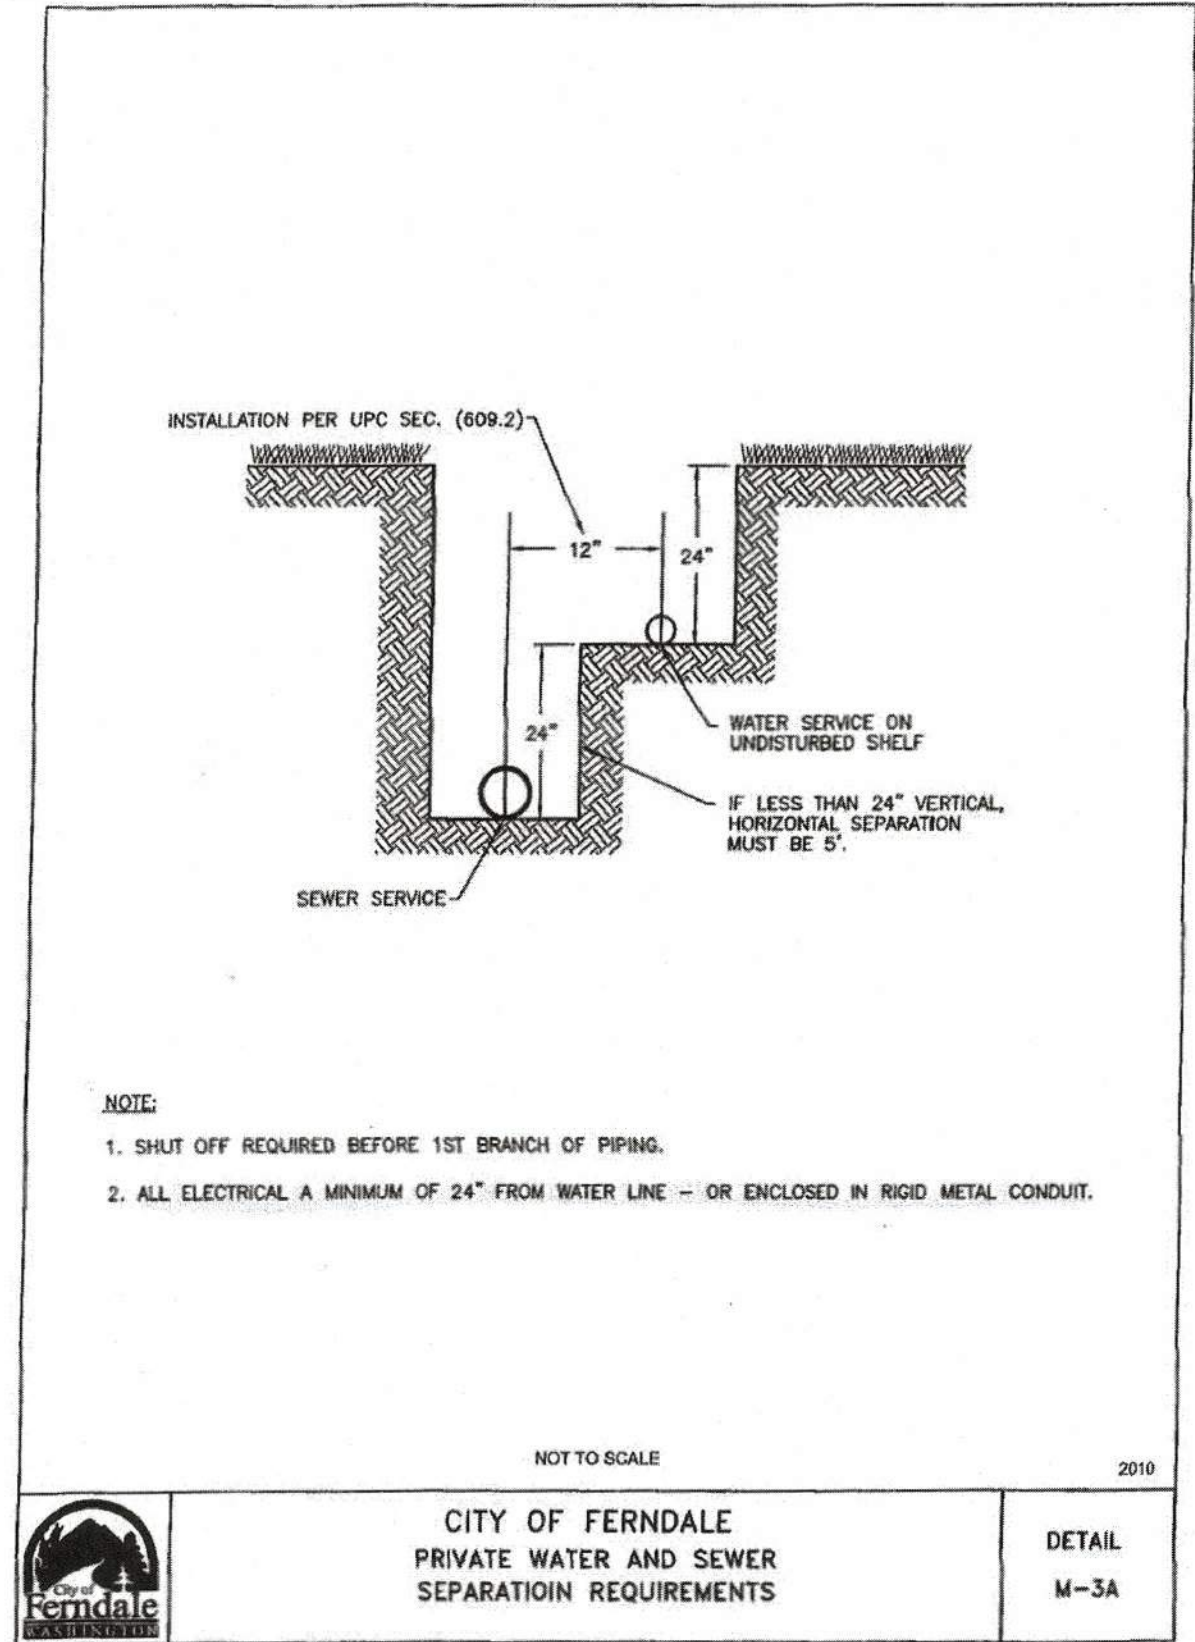 INSTALLATION PER UPC SEC. (609.2)
12"
24"
24"
WATER SERVICE ON
UNDISTURBED SHELF
IF LESS THAN 24" VERTICAL,
HORIZONTAL SEPARATION
MUST BE 5'.
SEWER SERVICE
NOTE:
1. SHUT OFF REQUIRED BEFORE 1ST BRANCH OF PIPING.
2. ALL ELECTRICAL A MINIMUM OF 24" FROM WATER LINE - OR ENCLOSED IN RIGID METAL CONDUIT.
NOT TO SCALE
2010
City of
Ferndale
WASHINGTON
CITY OF FERNDALE
PRIVATE WATER AND SEWER
SEPARATIOIN REQUIREMENTS
DETAIL
M-3A